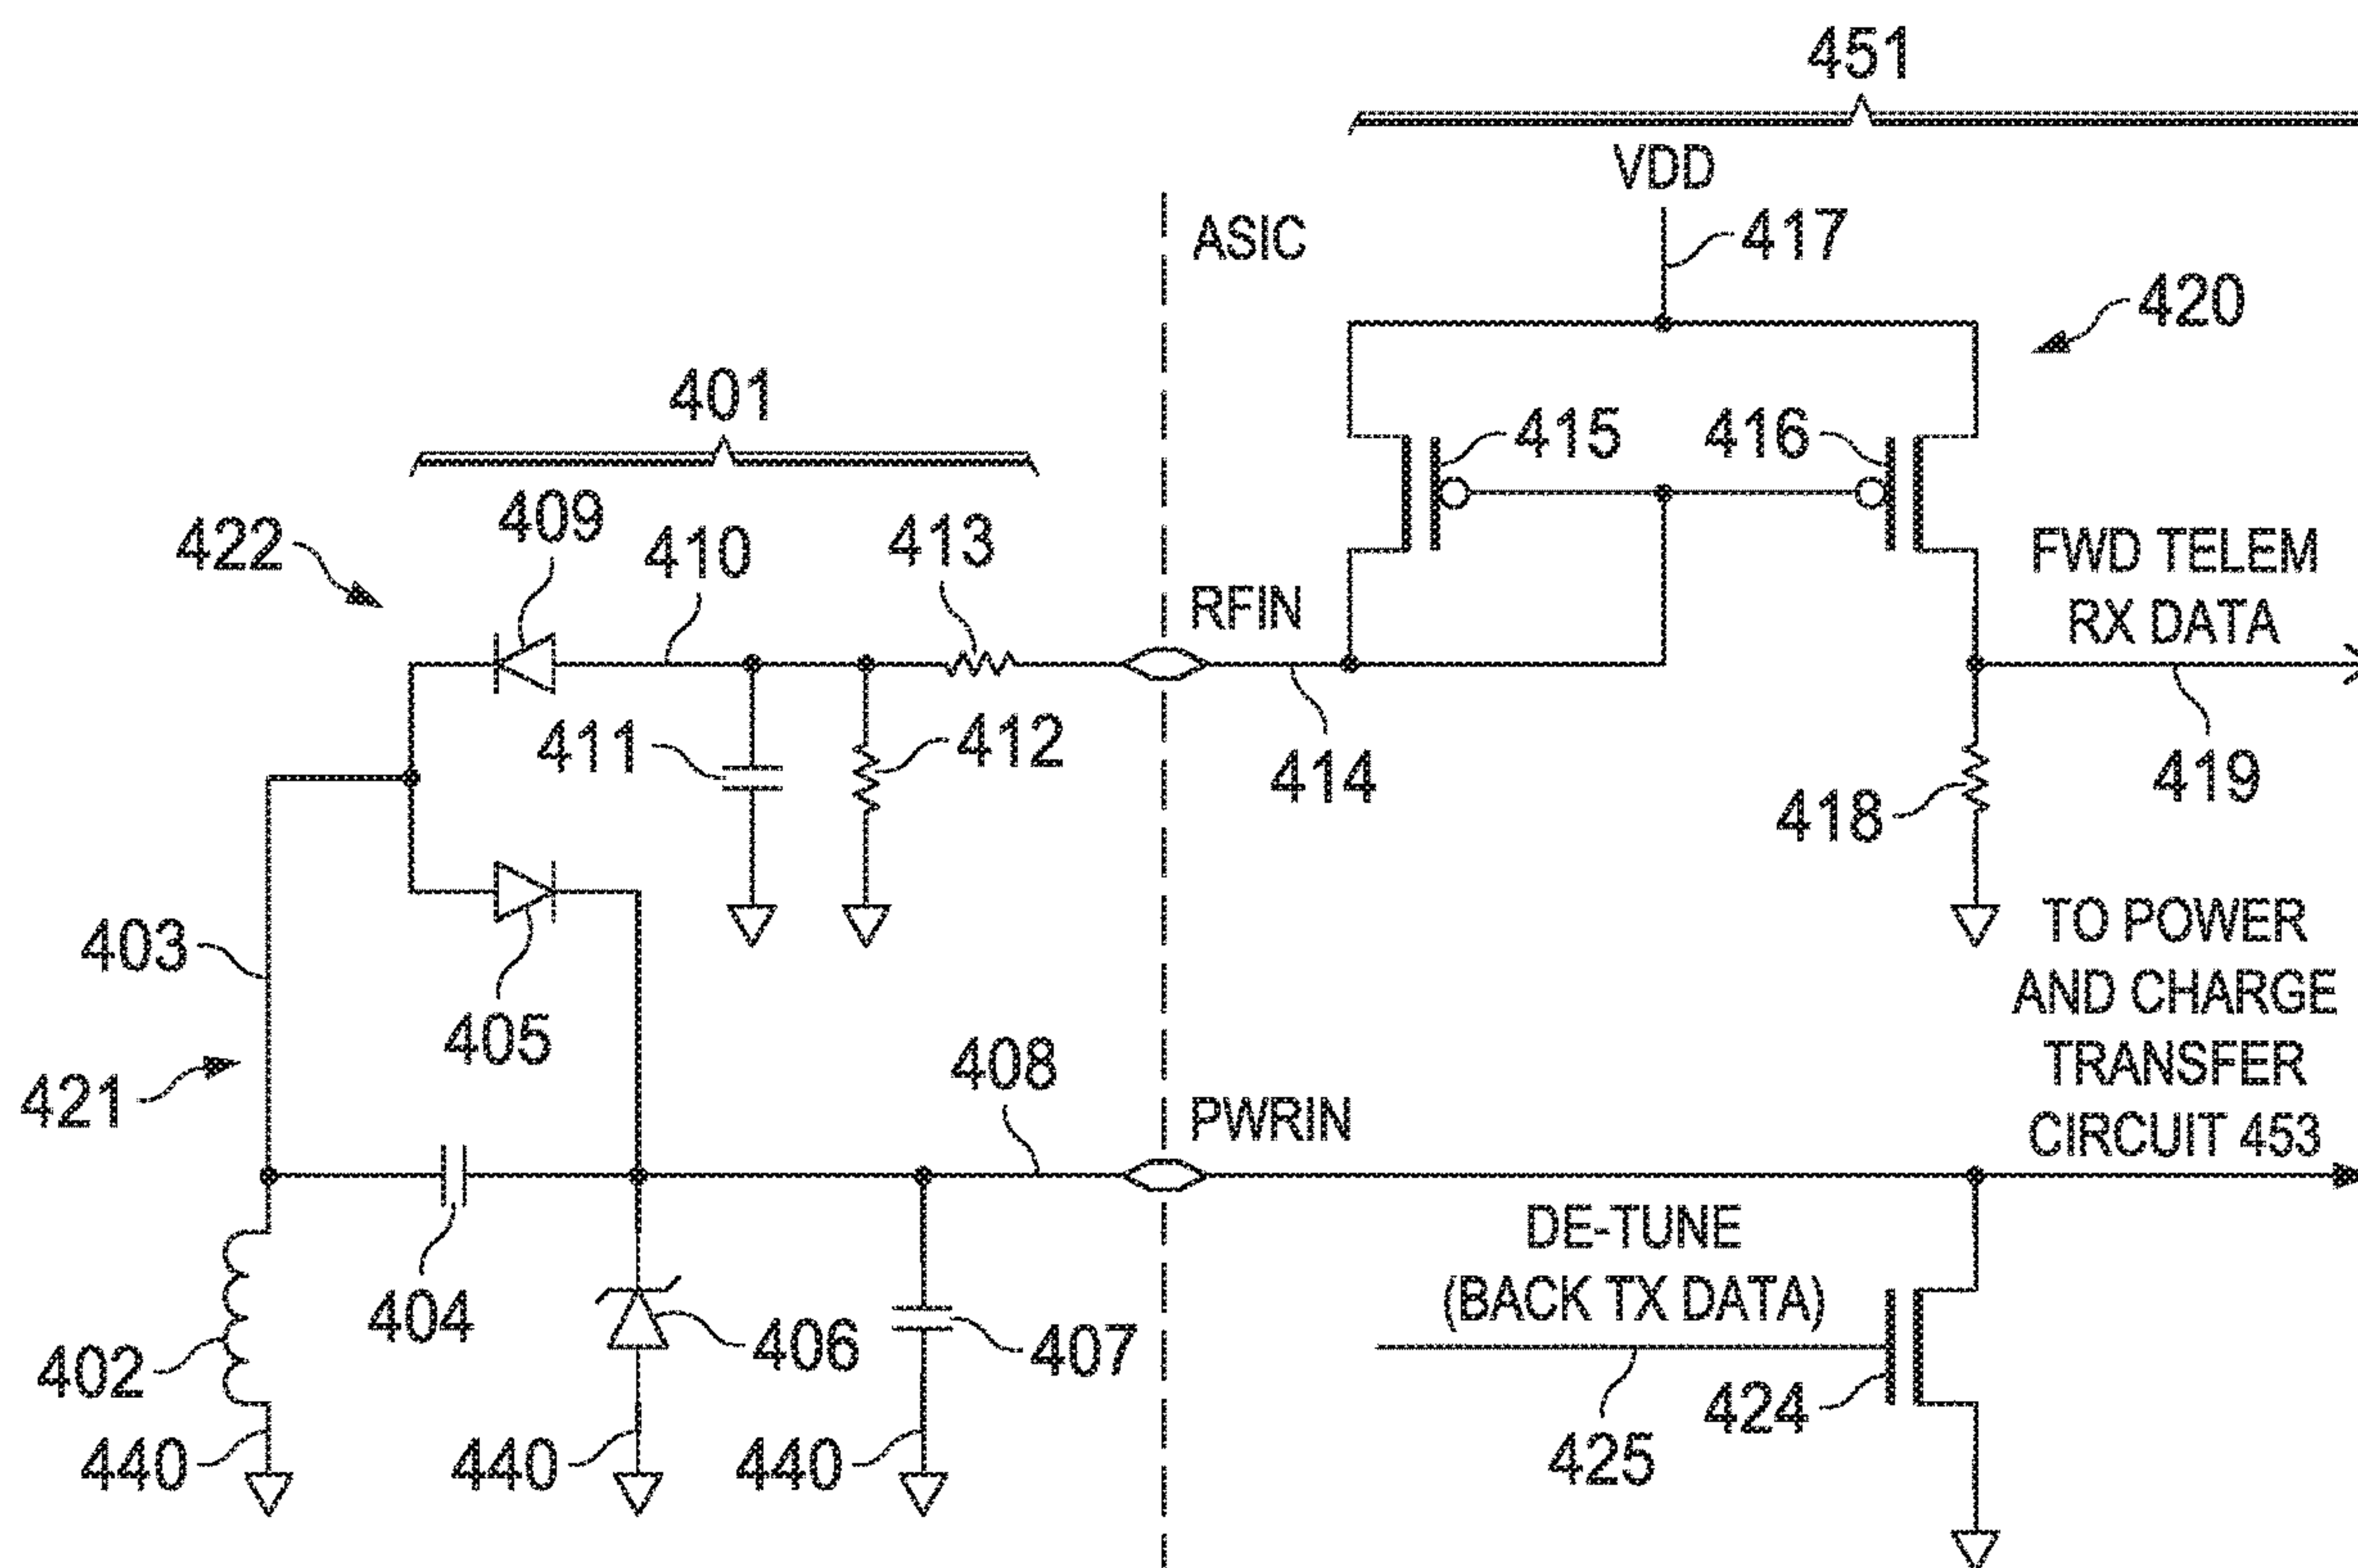 451
VDD
ASIC
417
420
401
415
416
409
422
410
413
FWD TELEM
RX DATA
RFIN
411
412
414
418
419
403
405
TO POWER
AND CHARGE
TRANSFER
CIRCUIT 453
408
421
PWRIN
DE-TUNE
(BACK TX DATA)
404
406
407
402
424
440
440
440
425